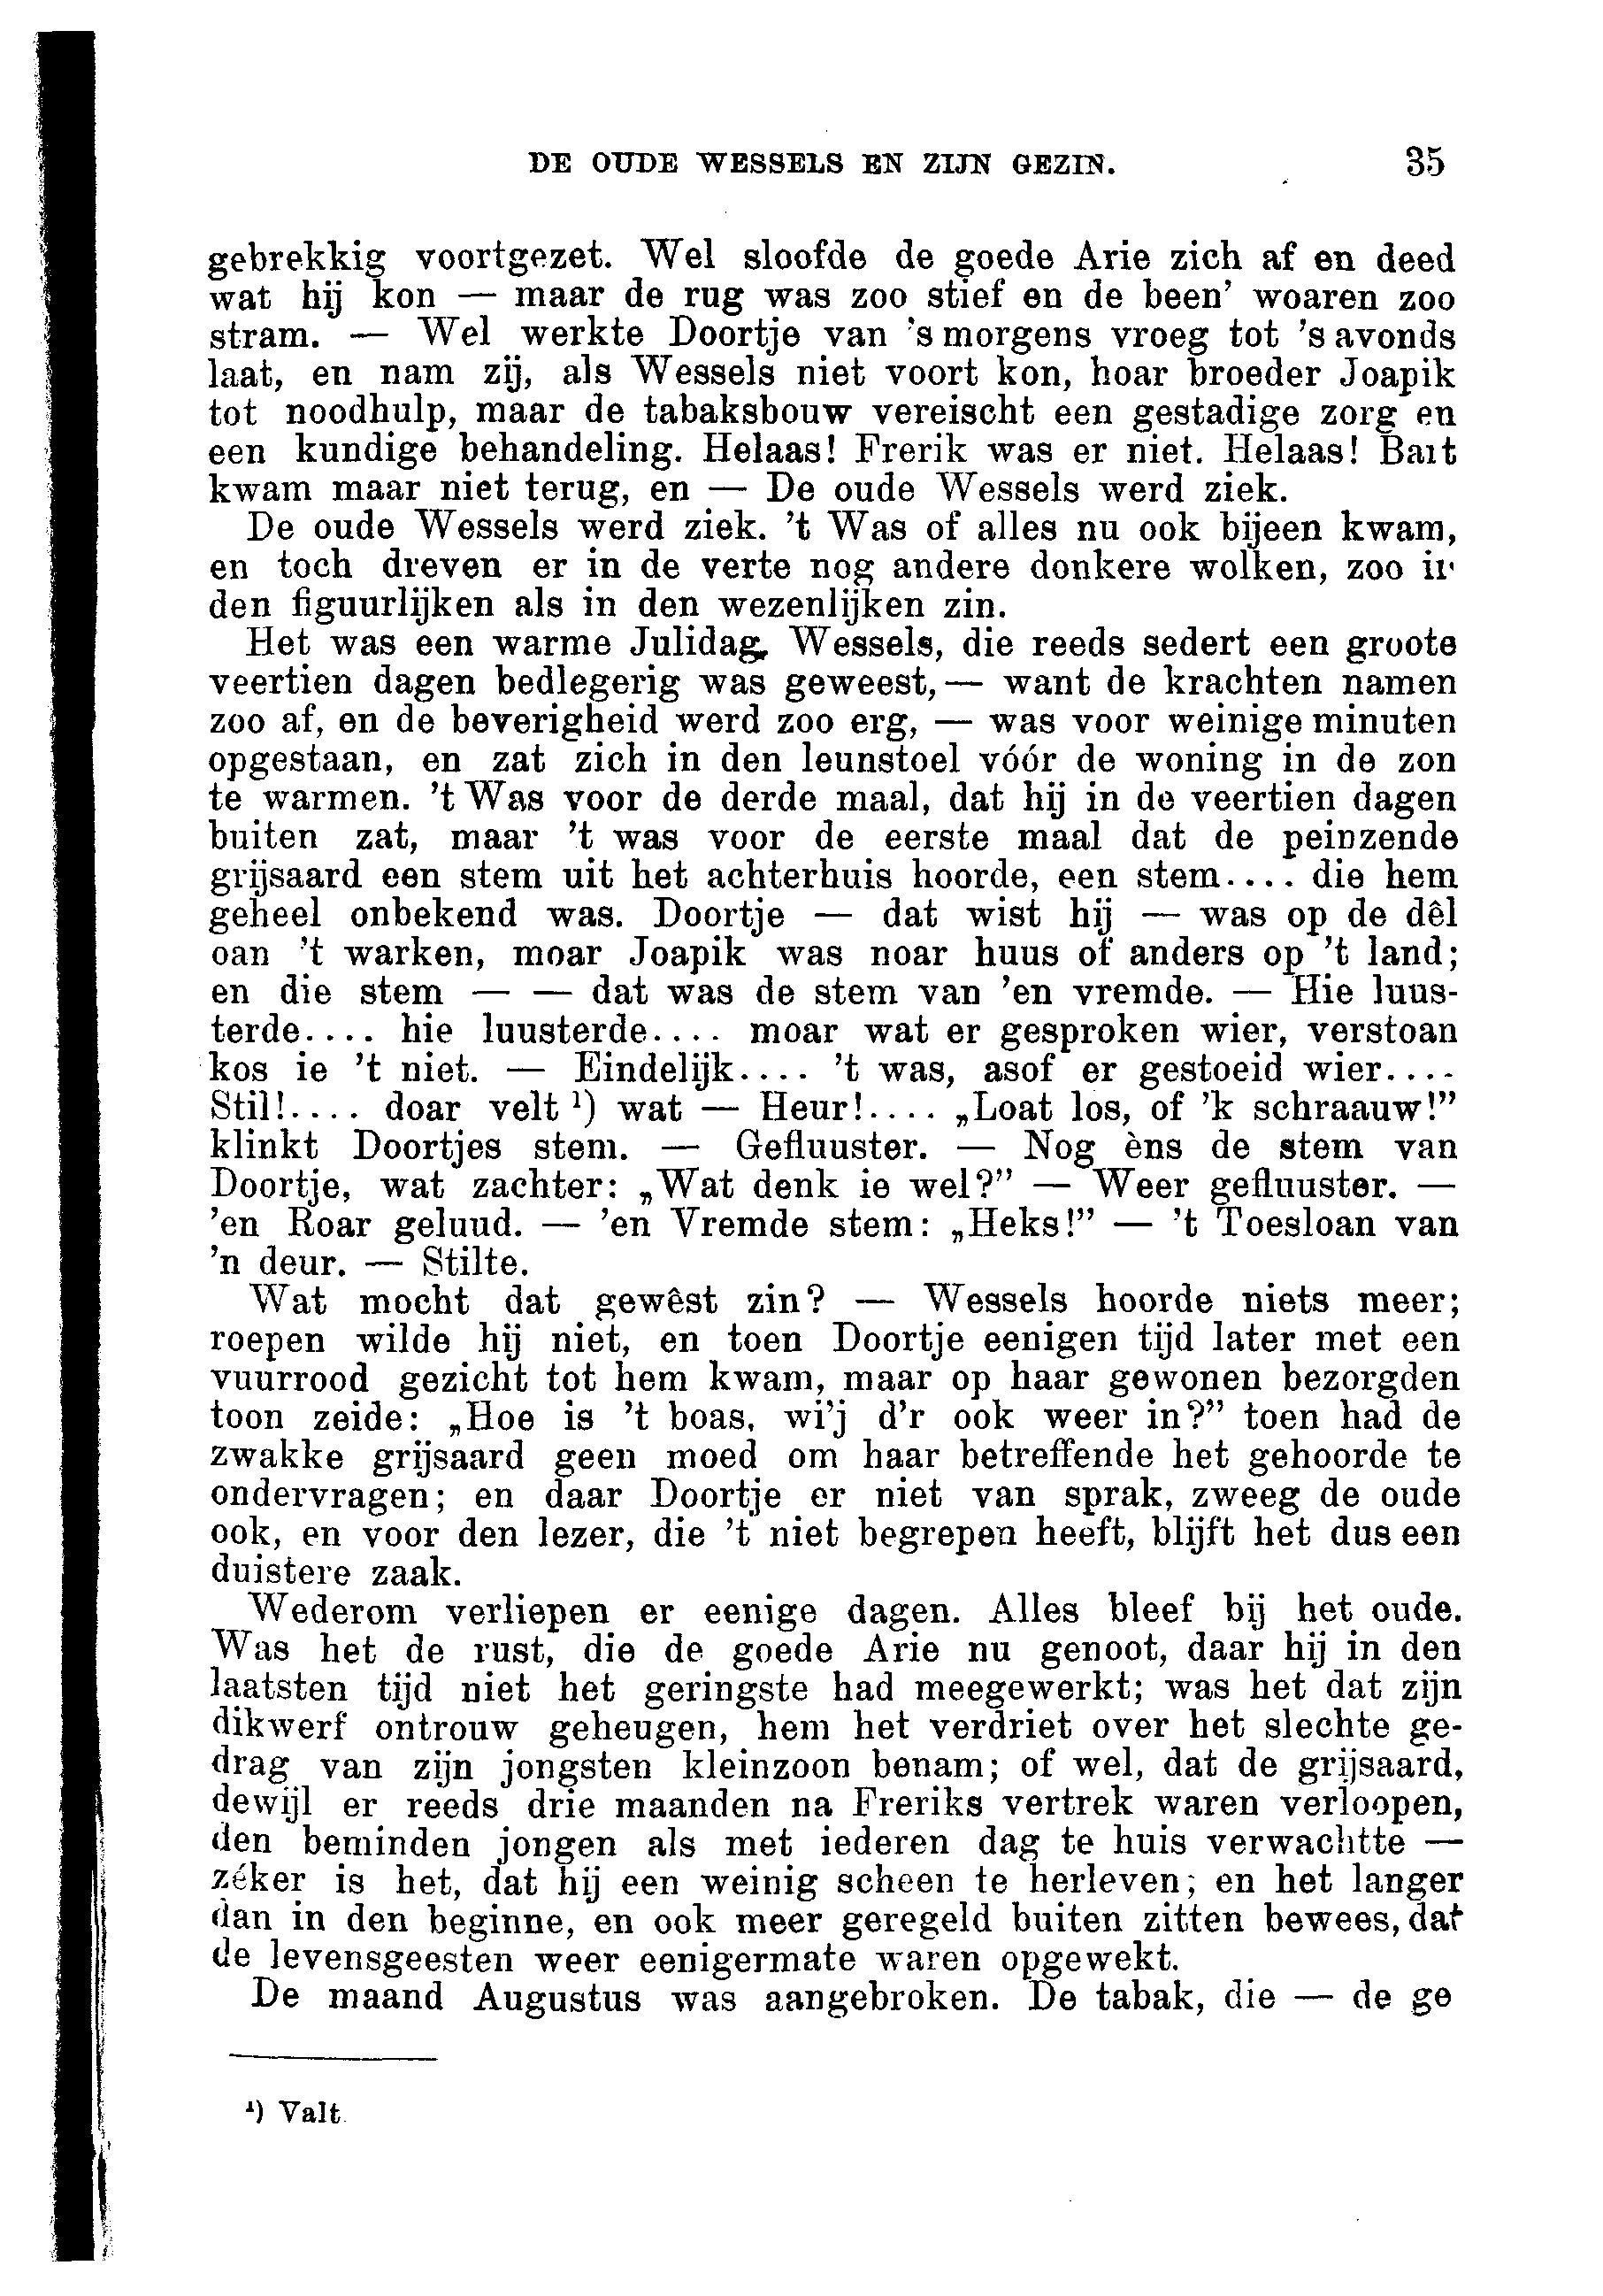 DE OUDE WESSELS EN ZIJN GEZIN. 35
gebrekkig voortgezet. Wel sloofde de goede Arie zich af en deed
wat hij kon — maar de rug was zoo stief en de been’ woaren zoo
stram. — Wel werkte Doortje van ’s morgens vroeg tot ’s avonds
laat, en nam zij, als Wessels niet voort kon, hoar broeder Joapik
tot noodhulp, maar de tabaksbouw vereischt een gestadige zorg en
een kundige behandeling. Helaas! Frerik was er niet. Helaas! Bart
kwam maar niet terug, en — De oude Wessels werd ziek.
De oude Wessels werd ziek. ’t Was of alles nu ook bijeen kwam,
en toch dreven er in de verte nog andere donkere wolken, zoo in
den figuurlijken als in den wezenlijken zin.
Het was een warme Julidag. Wessels, die reeds sedert een groote
veertien dagen bedlegerig was geweest, — want de krachten namen
zoo af, en de beverigheid werd zoo erg, — was voor weinige minuten
opgestaan, en zat zich in den leunstoel vóór de woning in de zon
te warmen. ’t Was voor de derde maal, dat hij in de veertien dagen
buiten zat, maar ’t was voor de eerste maal dat de peinzende
grijsaard een stem uit het achterhuis hoorde, een stem.... die hem
geheel onbekend was. Doortje — dat wist hij — was op de dêl
oan ’t warken, moar Joapik was noar huus of anders op ’t land;
en die stem — — dat was de stem van ’en vremde. — Hie luus-
terde.... hie luusterde.... moar wat er gesproken wier, verstoan
kos ie ’t niet. — Eindelijk.... ’t was, asof er gestoeid wier....
Stil!.... doar velt ¹) wat — Heur!.... „Loat los, of ’k schraauw!”
klinkt Doortjes stem. — Gefluuster. — Nog èns de stem van
Doortje, wat zachter: „Wat denk ie wel?” — Weer gefluuster. —
’en Roar geluud. — ’en Vremde stem: „Heks!” — ’t Toesloan van
’n deur. — Stilte.
Wat mocht dat gewêst zin? — Wessels hoorde niets meer;
roepen wilde hij niet, en toen Doortje eenigen tijd later met een
vuurrood gezicht tot hem kwam, maar op haar gewonen bezorgden
toon zeide: „Hoe is ’t boas, wi’j d’r ook weer in?” toen had de
zwakke grijsaard geen moed om haar betreffende het gehoorde te
ondervragen; en daar Doortje er niet van sprak, zweeg de oude
ook, en voor den lezer, die ’t niet begrepen heeft, blijft het dus een
duistere zaak.
Wederom verliepen er eenige dagen. Alles bleef bij het oude.
Was het de rust, die de goede Arie nu genoot, daar hij in den
laatsten tijd niet het geringste had meegewerkt; was het dat zijn
dikwerf ontrouw geheugen, hem het verdriet over het slechte ge-
drag van zijn jongsten kleinzoon benam; of wel, dat de grijsaard,
dewijl er reeds drie maanden na Freriks vertrek waren verloopen,
den beminden jongen als met iederen dag te huis verwachtte —
zéker is het, dat hij een weinig scheen te herleven; en het langer
dan in den beginne, en ook meer geregeld buiten zitten bewees, dat
de levensgeesten weer eenigermate waren opgewekt.
De maand Augustus was aangebroken. De tabak, die — de ge
¹) Valt.